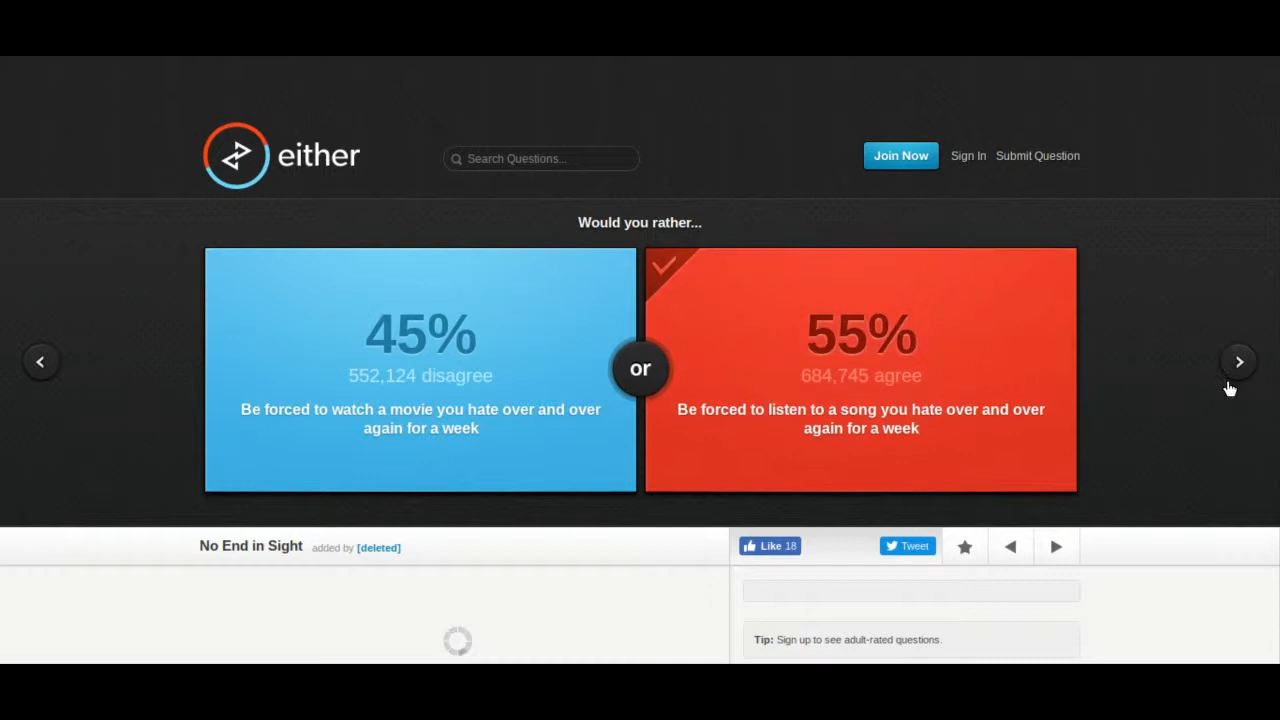 either
Search Questions...
Join Now
Sign In
Submit Question
Would you rather...
45%
552,124 disagree
Be forced to watch a movie you hate over and over
again for a week
or
55%
684,745 agree
Be forced to listen to a song you hate over and over
again for a week
No End in Sight added by [deleted]
Like 18
Tweet
Tip: Sign up to see adult-rated questions.